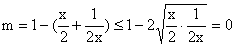 m = 1 − (x/2 + 1/2x) ≤ 1 − 2√(x/2 · 1/2x) = 0